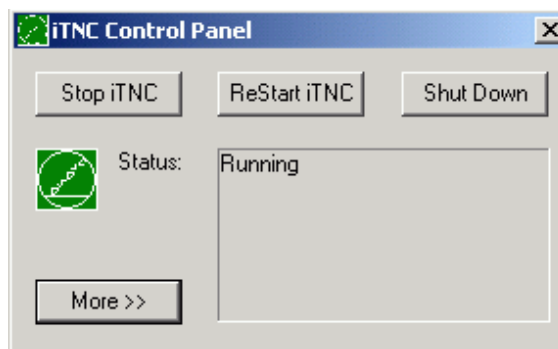 iTNC Control Panel
Stop iTNC ReStart iTNC Shut Down
Status: Running
More >>